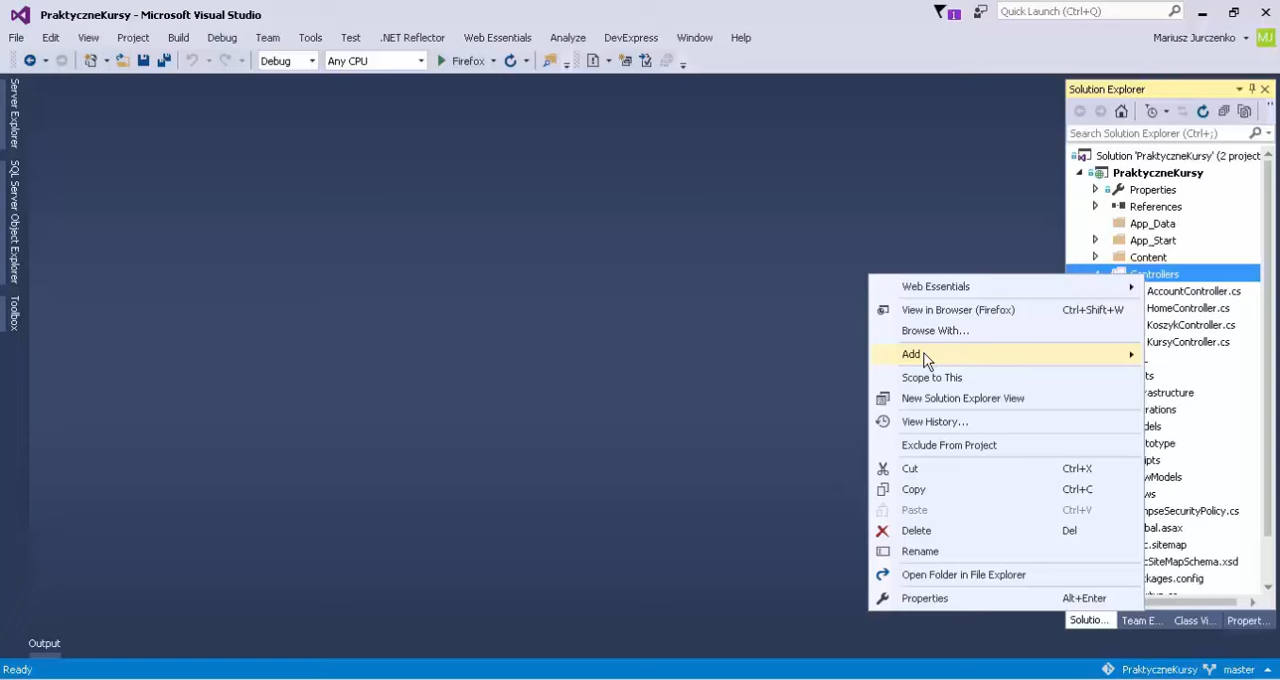 PraktyczneKursy - Microsoft Visual Studio
1
Quick Launch (Ctrl+Q)
File Edit View Project Build Debug Team Tools Test .NET Reflector Web Essentials Analyze DevExpress Window Help
Mariusz Jurczenko
MJ
Debug
Any CPU
Firefox
Server Explorer
SQL Server Object Explorer
Toolbox
Solution Explorer
Search Solution Explorer (Ctrl+;)
Solution 'PraktyczneKursy' (2 project
PraktyczneKursy
Properties
References
App_Data
App_Start
Content
Controllers
AccountController.cs
HomeController.cs
KoszykController.cs
KursyController.cs
ts
rastructure
rations
dels
totype
ipts
wModels
ws
mpseSecurityPolicy.cs
bal.asax
c.sitemap
cSiteMapSchema.xsd
kages.config
Web Essentials
View in Browser (Firefox) Ctrl+Shift+W
Browse With...
Add
Scope to This
New Solution Explorer View
View History...
Exclude From Project
Cut Ctrl+X
Copy Ctrl+C
Paste Ctrl+V
Delete Del
Rename
Open Folder in File Explorer
Properties Alt+Enter
Solutio... Team E... Class Vi... Propert...
Output
Ready
PraktyczneKursy master